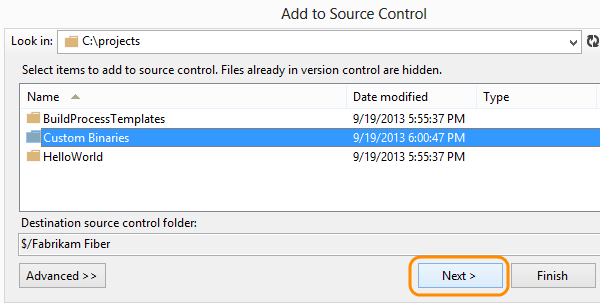 Add to Source Control
Look in: C:\projects
Select items to add to source control. Files already in version control are hidden.
Name Date modified Type
BuildProcessTemplates 9/19/2013 5:55:37 PM
Custom Binaries 9/19/2013 6:00:47 PM
HelloWorld 9/19/2013 5:55:37 PM
Destination source control folder:
$/Fabrikam Fiber
Advanced >> Next > Finish